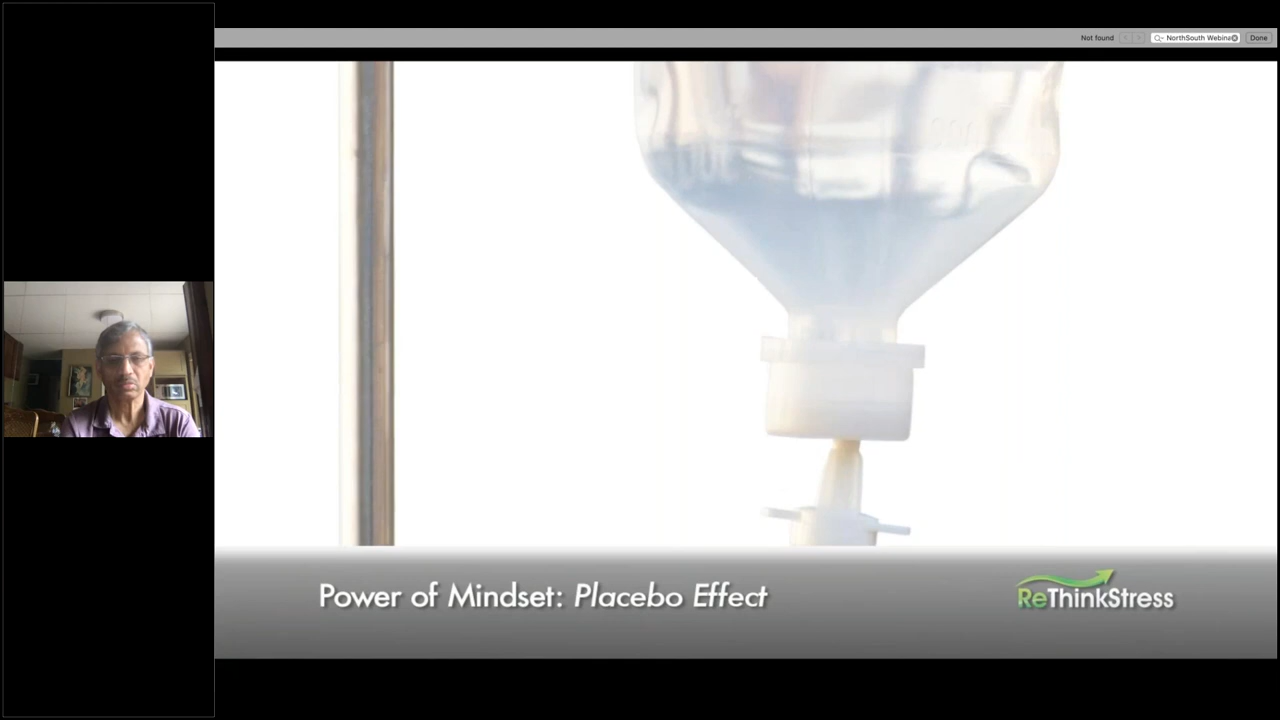 Not found
NorthSouth Webina
Done
Power of Mindset: Placebo Effect
ReThinkStress